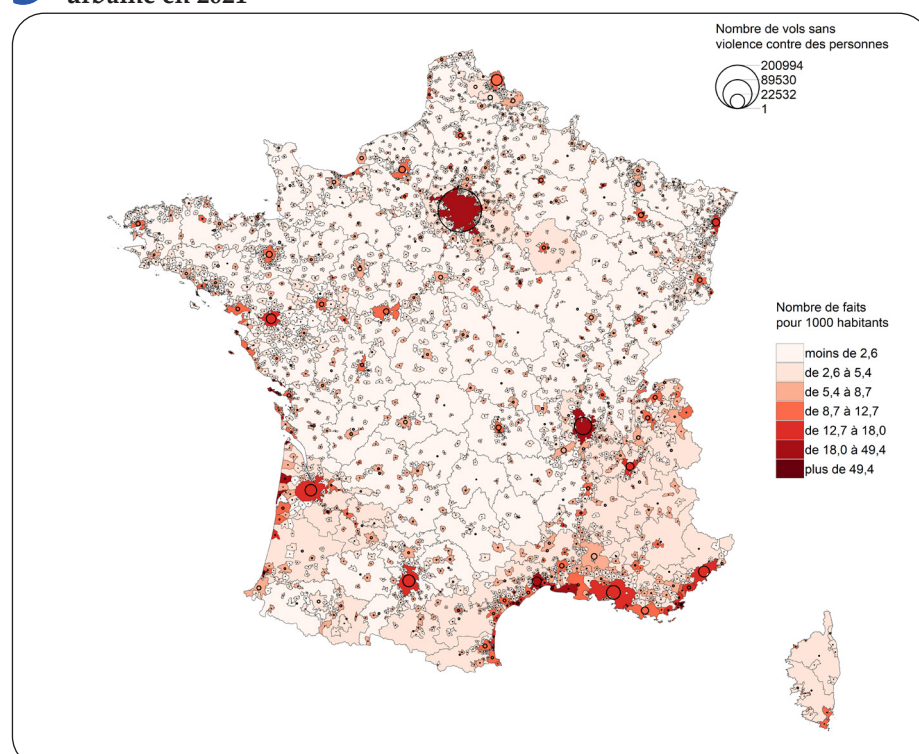 urbaine en 2021
Nombre de vols sans
violence contre des personnes
200994
89530
22532
1
Nombre de faits
pour 1000 habitants
moins de 2,6
de 2,6 à 5,4
de 5,4 à 8,7
de 8,7 à 12,7
de 12,7 à 18,0
de 18,0 à 49,4
plus de 49,4